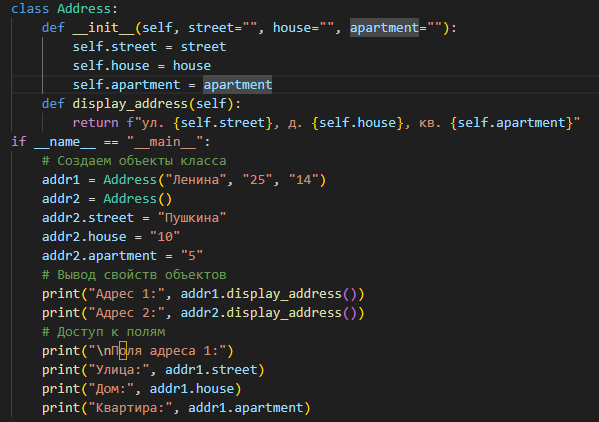 class Address:
    def __init__(self, street="", house="", apartment=""):
        self.street = street
        self.house = house
        self.apartment = apartment
    def display_address(self):
        return f"ул. {self.street}, д. {self.house}, кв. {self.apartment}"
if __name__ == "__main__":
    # Создаем объекты класса
    addr1 = Address("Ленина", "25", "14")
    addr2 = Address()
    addr2.street = "Пушкина"
    addr2.house = "10"
    addr2.apartment = "5"
    # Вывод свойств объектов
    print("Адрес 1:", addr1.display_address())
    print("Адрес 2:", addr2.display_address())
    # Доступ к полям
    print("\nПоля адреса 1:")
    print("Улица:", addr1.street)
    print("Дом:", addr1.house)
    print("Квартира:", addr1.apartment)